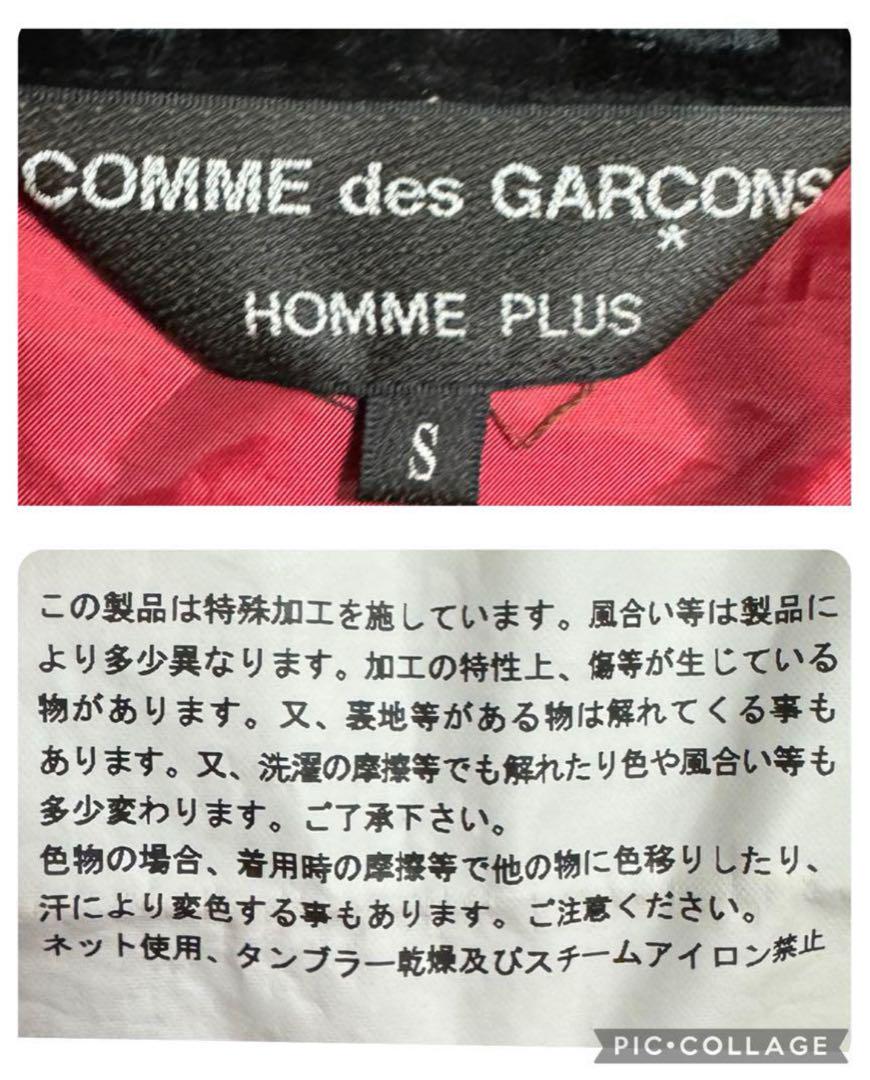 COMME des GARÇONS
*
HOMME PLUS
S
この製品は特殊加工を施しています。風合い等は製品に
より多少異なります。加工の特性上、傷等が生じている
物があります。又、裏地等がある物は解れてくる事も
あります。又、洗濯の摩擦等でも解れたり色や風合い等も
多少変わります。ご了承下さい。
色物の場合、着用時の摩擦等で他の物に色移りしたり、
汗により変色する事もあります。ご注意ください。
ネット使用、タンブラー乾燥及びスチームアイロン禁止
PIC•COLLAGE